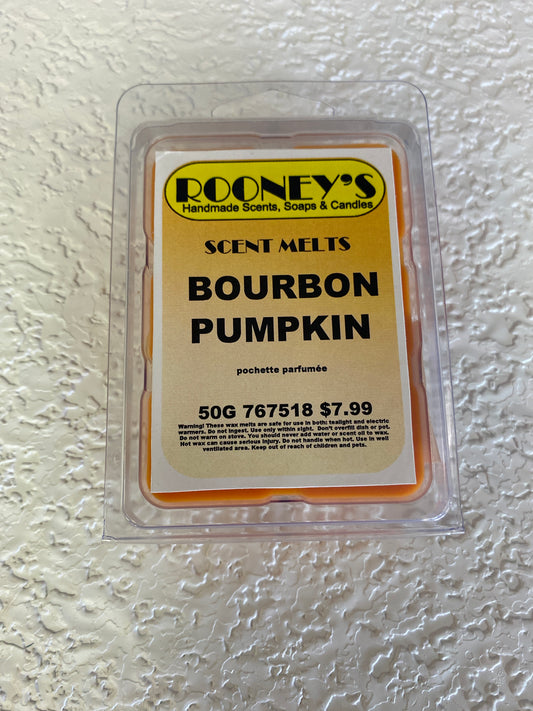 ROONEY'S
Handmade Scents, Soaps & Candles
SCENT MELTS
BOURBON
PUMPKIN
pochette parfumée
50G 767518 $7.99
Warning! These wax melts are safe for use in both: tealight and electric
warmers. Do not ingest. Use only within sight. Don't overfill dish or pot.
Do not warm on stove. You should never add water or scent oil to wax.
Hot wax can cause serious injury. Do not handle when hot. Use in well
ventilated area. Keep out of reach of children and pets.